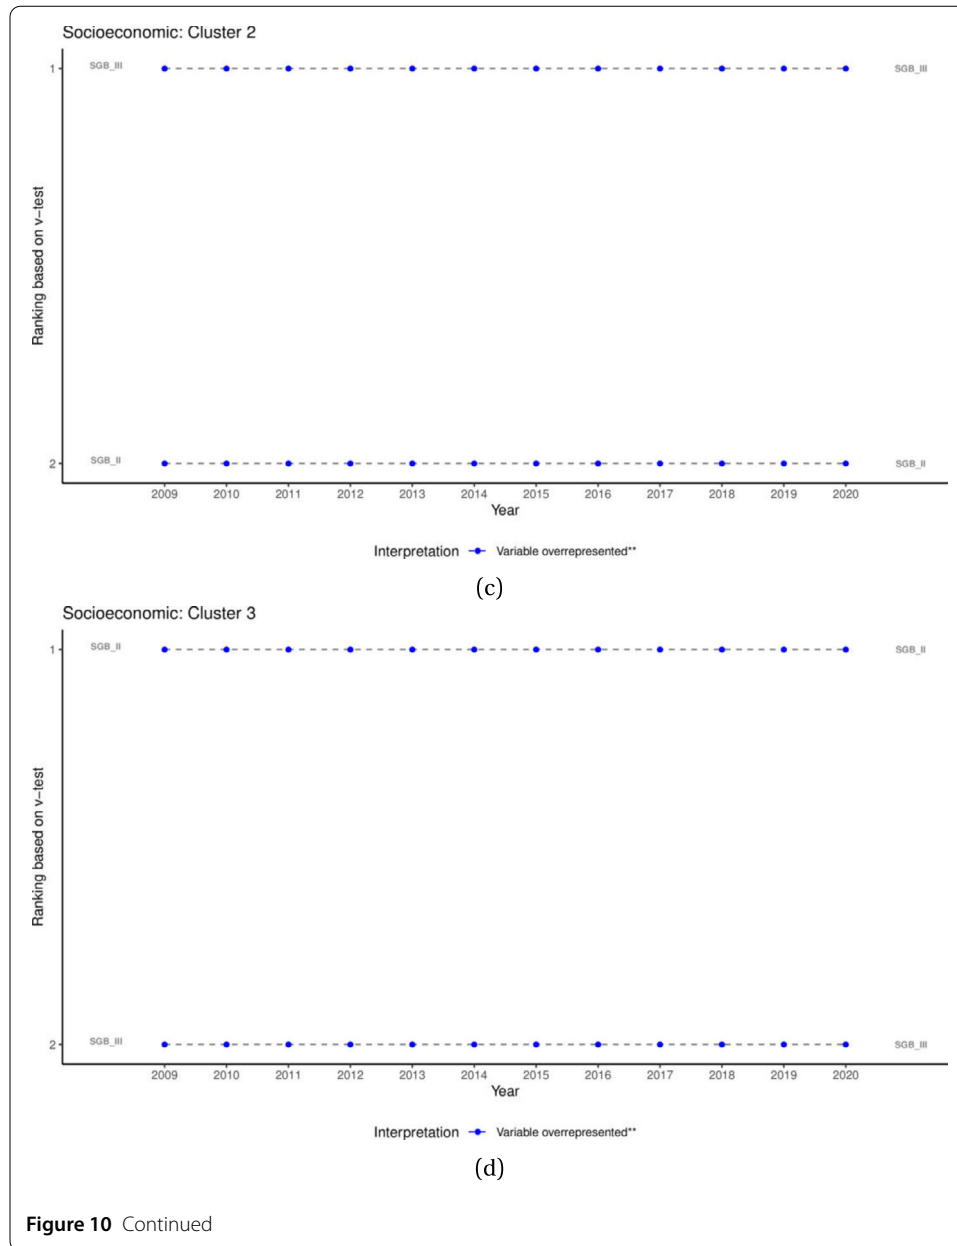 Socioeconomic: Cluster 2
1
SGB_III
SGB_III
Ranking based on v−test
2
SGB_II
SGB_II
2009 2010 2011 2012 2013 2014 2015 2016 2017 2018 2019 2020
Year
Interpretation Variable overrepresented**
(c)
Socioeconomic: Cluster 3
1
SGB_II
SGB_II
Ranking based on v−test
2
SGB_III
SGB_III
2009 2010 2011 2012 2013 2014 2015 2016 2017 2018 2019 2020
Year
Interpretation Variable overrepresented**
(d)
Figure 10 Continued